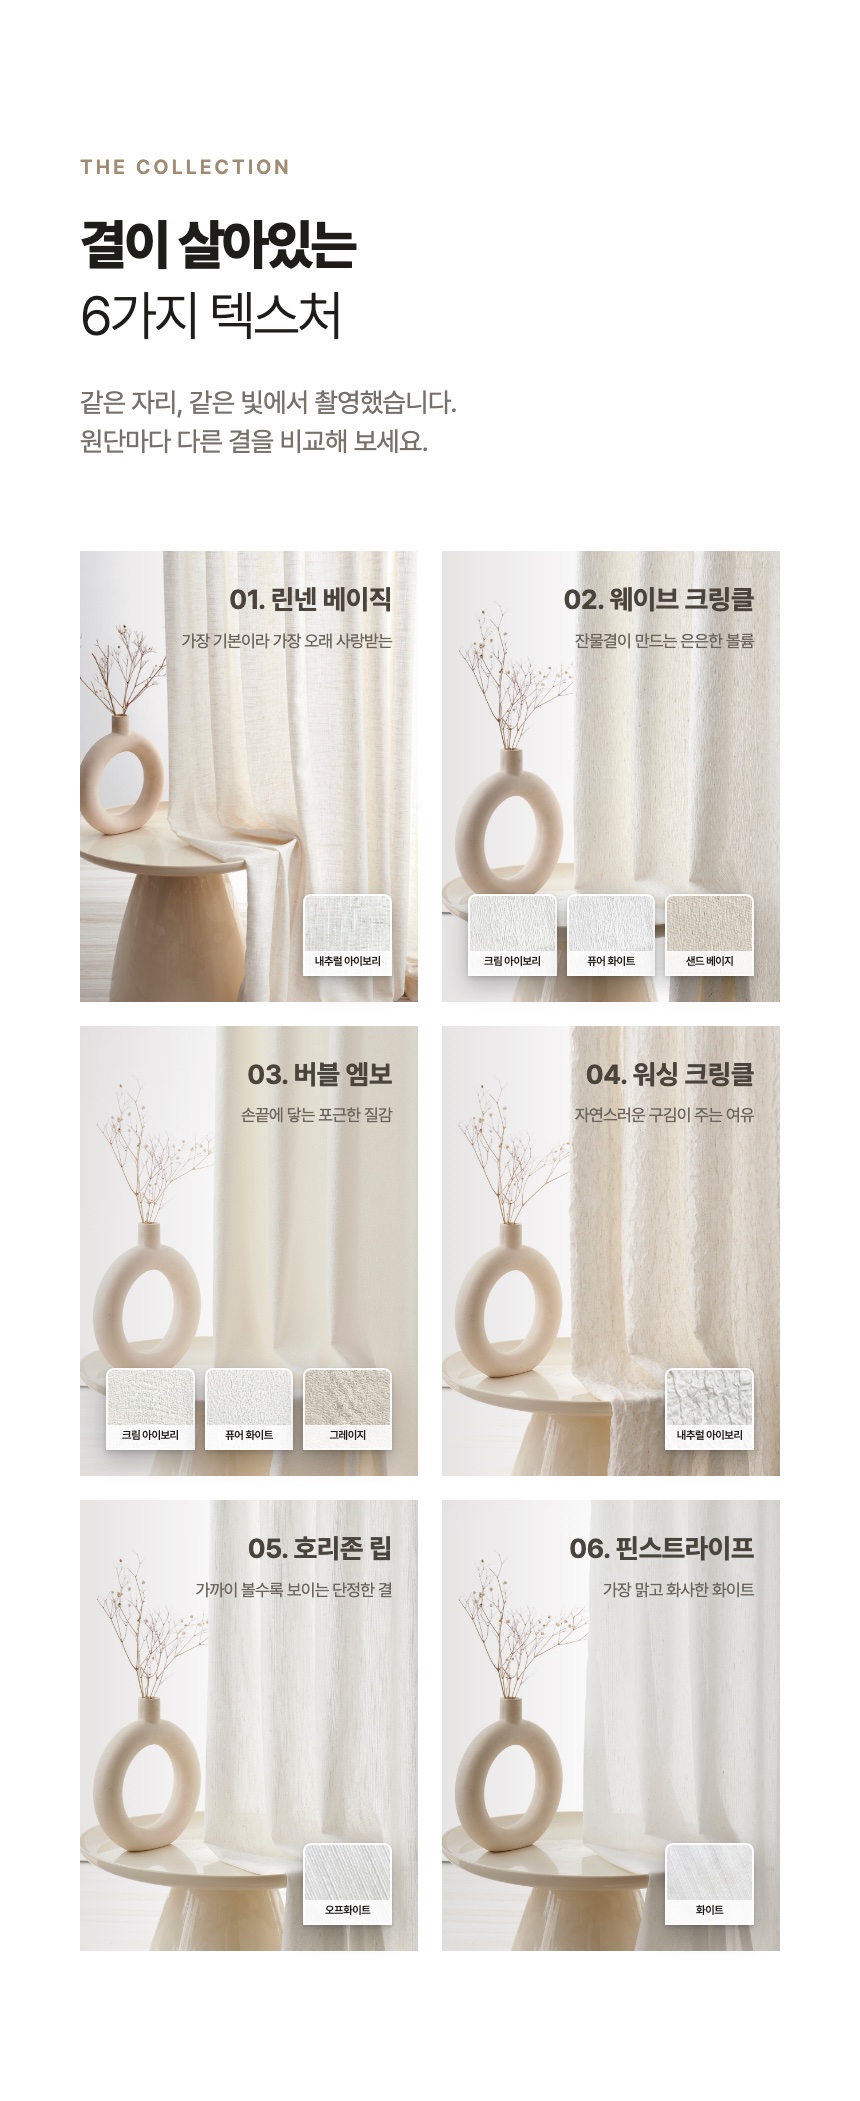 THE COLLECTION
결이 살아있는
6가지 텍스처
같은 자리, 같은 빛에서 촬영했습니다.
원단마다 다른 결을 비교해 보세요.
01. 린넨 베이직
가장 기본이라 가장 오래 사랑받는
내추럴 아이보리
02. 웨이브 크링클
잔물결이 만드는 은은한 볼륨
크림 아이보리
퓨어 화이트
샌드 베이지
03. 버블 엠보
손끝에 닿는 포근한 질감
크림 아이보리
퓨어 화이트
그레이지
04. 워싱 크링클
자연스러운 구김이 주는 여유
내추럴 아이보리
05. 호리존 립
가까이 볼수록 보이는 단정한 결
오프화이트
06. 핀스트라이프
가장 맑고 화사한 화이트
화이트